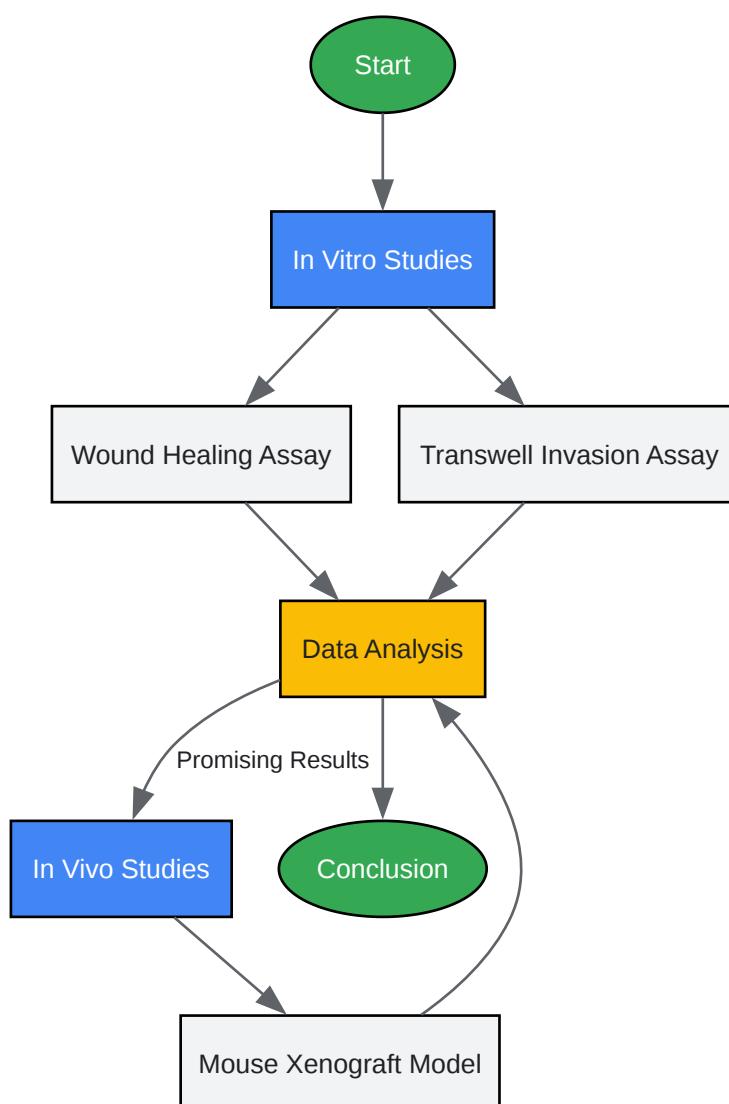 Start
In Vitro Studies
Wound Healing Assay
Transwell Invasion Assay
Data Analysis
Promising Results
In Vivo Studies
Conclusion
Mouse Xenograft Model